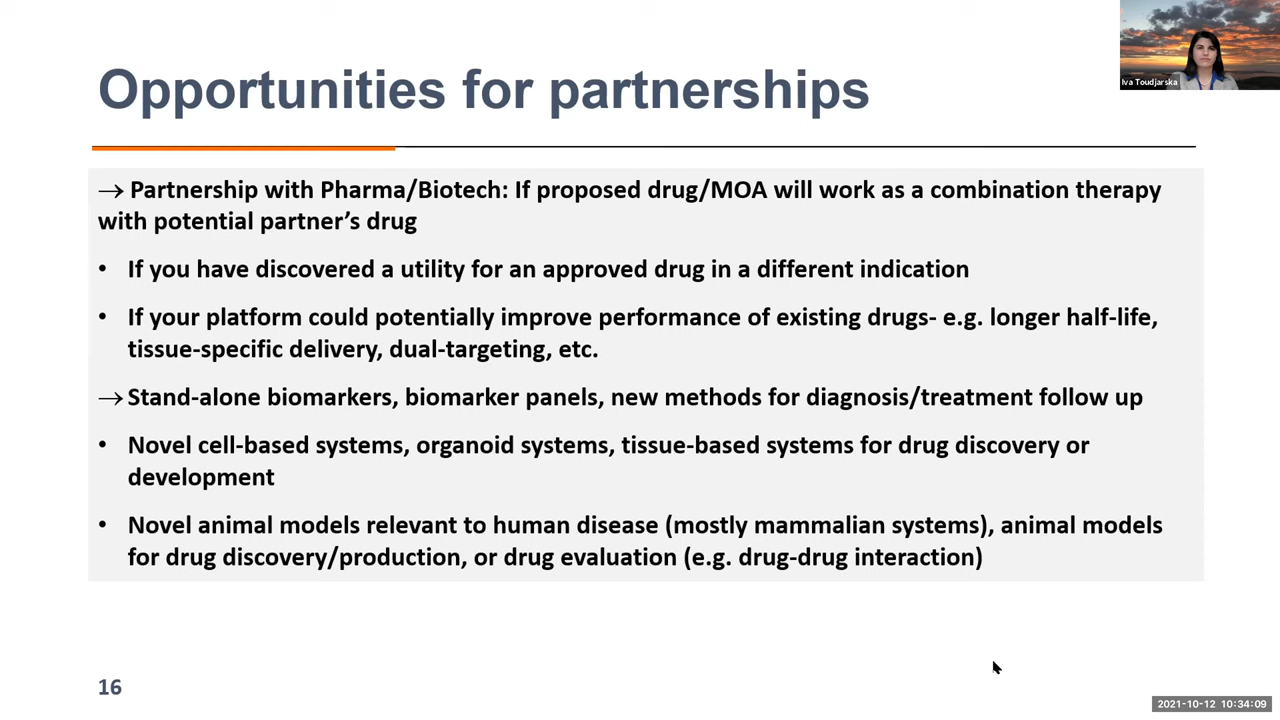 Iva Toudjarska
Opportunities for partnerships
→ Partnership with Pharma/Biotech: If proposed drug/MOA will work as a combination therapy
with potential partner’s drug
• If you have discovered a utility for an approved drug in a different indication
• If your platform could potentially improve performance of existing drugs- e.g. longer half-life,
tissue-specific delivery, dual-targeting, etc.
→ Stand-alone biomarkers, biomarker panels, new methods for diagnosis/treatment follow up
• Novel cell-based systems, organoid systems, tissue-based systems for drug discovery or
development
• Novel animal models relevant to human disease (mostly mammalian systems), animal models
for drug discovery/production, or drug evaluation (e.g. drug-drug interaction)
16
2021-10-12 10:34:09